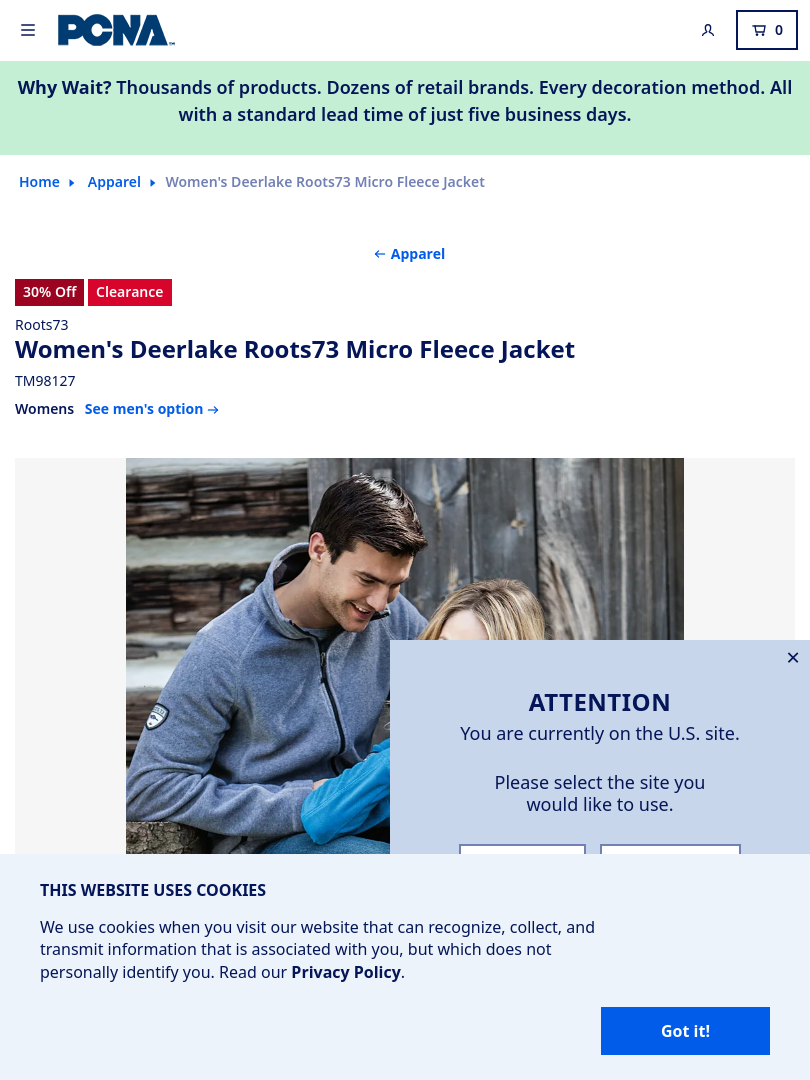 PCNA™
0
Why Wait? Thousands of products. Dozens of retail brands. Every decoration method. All
with a standard lead time of just five business days.
Home
Apparel
Women's Deerlake Roots73 Micro Fleece Jacket
← Apparel
30% Off
Clearance
Roots73
Women's Deerlake Roots73 Micro Fleece Jacket
TM98127
Womens See men's option →
ATTENTION
You are currently on the U.S. site.
Please select the site you
would like to use.
THIS WEBSITE USES COOKIES
We use cookies when you visit our website that can recognize, collect, and
transmit information that is associated with you, but which does not
personally identify you. Read our Privacy Policy.
Got it!